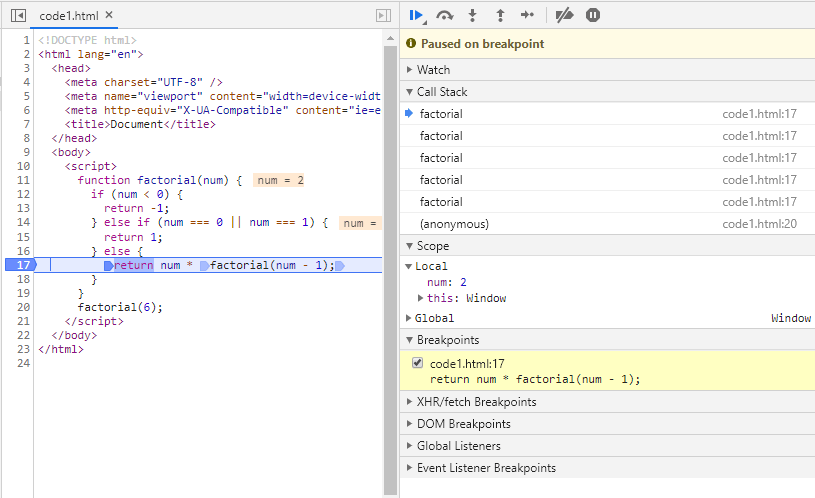 code1.html ×
1 <!DOCTYPE html>
2 <html lang="en">
3 <head>
4 <meta charset="UTF-8" />
5 <meta name="viewport" content="width=device-widt
6 <meta http-equiv="X-UA-Compatible" content="ie=e
7 <title>Document</title>
8 </head>
9 <body>
10 <script>
11 function factorial(num) { num = 2
12 if (num < 0) {
13 return -1;
14 } else if (num === 0 || num === 1) { num =
15 return 1;
16 } else {
17 return num * factorial(num - 1);
18 }
19 }
20 factorial(6);
21 </script>
22 </body>
23 </html>
24
Paused on breakpoint
Watch
Call Stack
factorial code1.html:17
factorial code1.html:17
factorial code1.html:17
factorial code1.html:17
factorial code1.html:17
(anonymous) code1.html:20
Scope
Local
num: 2
this: Window
Global Window
Breakpoints
code1.html:17
return num * factorial(num - 1);
XHR/fetch Breakpoints
DOM Breakpoints
Global Listeners
Event Listener Breakpoints